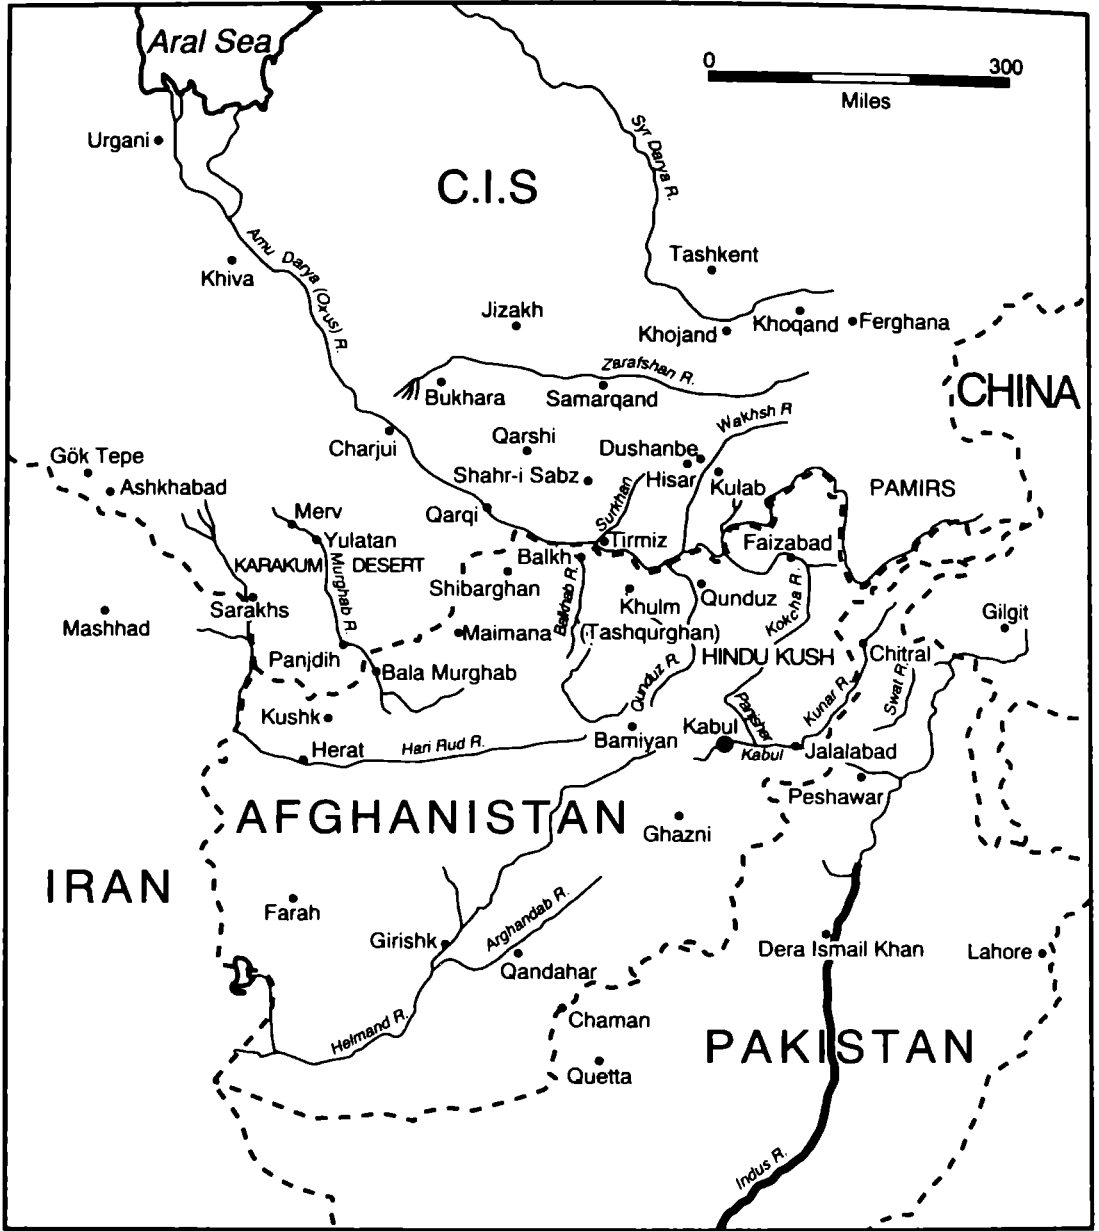 Aral Sea
0 300
Miles
Urgani
Syr Darya R.
C.I.S
Amu Darya (Oxus) R.
Khiva
Tashkent
Jizakh
Khojand
Khoqand
Ferghana
Zarafshan R.
CHINA
Bukhara
Samarqand
Wakhsh R
Charjui
Qarshi
Dushanbe
Gök Tepe
Shahr-i Sabz
Hisar
Kulab
Ashkhabad
PAMIRS
Merv
Qarqi
Surkhan
Yulatan
Tirmiz
Faizabad
KARAKUM DESERT
Balkh
Murghab R.
Shibarghan
Balkhab R.
Khulm
(Tashqurghan)
Qunduz
Kokcha R.
Sarakhs
Gilgit
Mashhad
Maimana
Panjdih
HINDU KUSH
Chitral
Bala Murghab
Qunduz R.
Swat R.
Kunar R.
Panjsher
Kushk
Kabul
Bamiyan
Herat
Hari Rud R.
Kabul
Jalalabad
Peshawar
AFGHANISTAN
Ghazni
IRAN
Farah
Arghandab R.
Girishk
Qandahar
Dera Ismail Khan
Lahore
Helmand R.
Chaman
PAKISTAN
Quetta
Indus R.